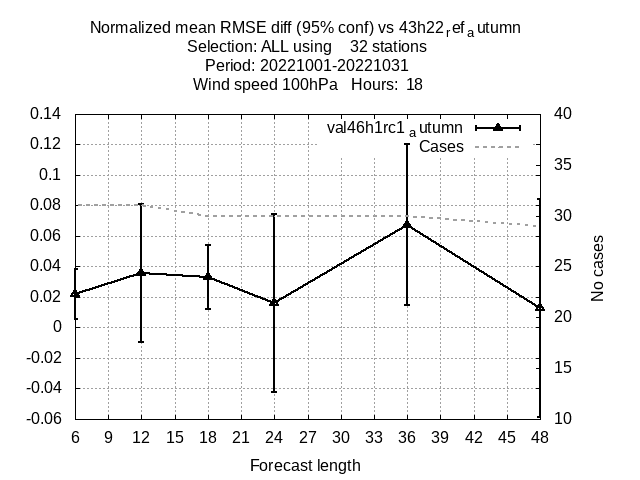 Normalized mean RMSE diff (95% conf) vs 43h22refautumn
Selection: ALL using 32 stations
Period: 20221001-20221031
Wind speed 100hPa Hours: 18
val46h1rc1autumn
Cases
0.14
0.12
0.1
0.08
0.06
0.04
0.02
0
-0.02
-0.04
-0.06
40
35
30
25
20
15
10
No cases
6 9 12 15 18 21 24 27 30 33 36 39 42 45 48
Forecast length